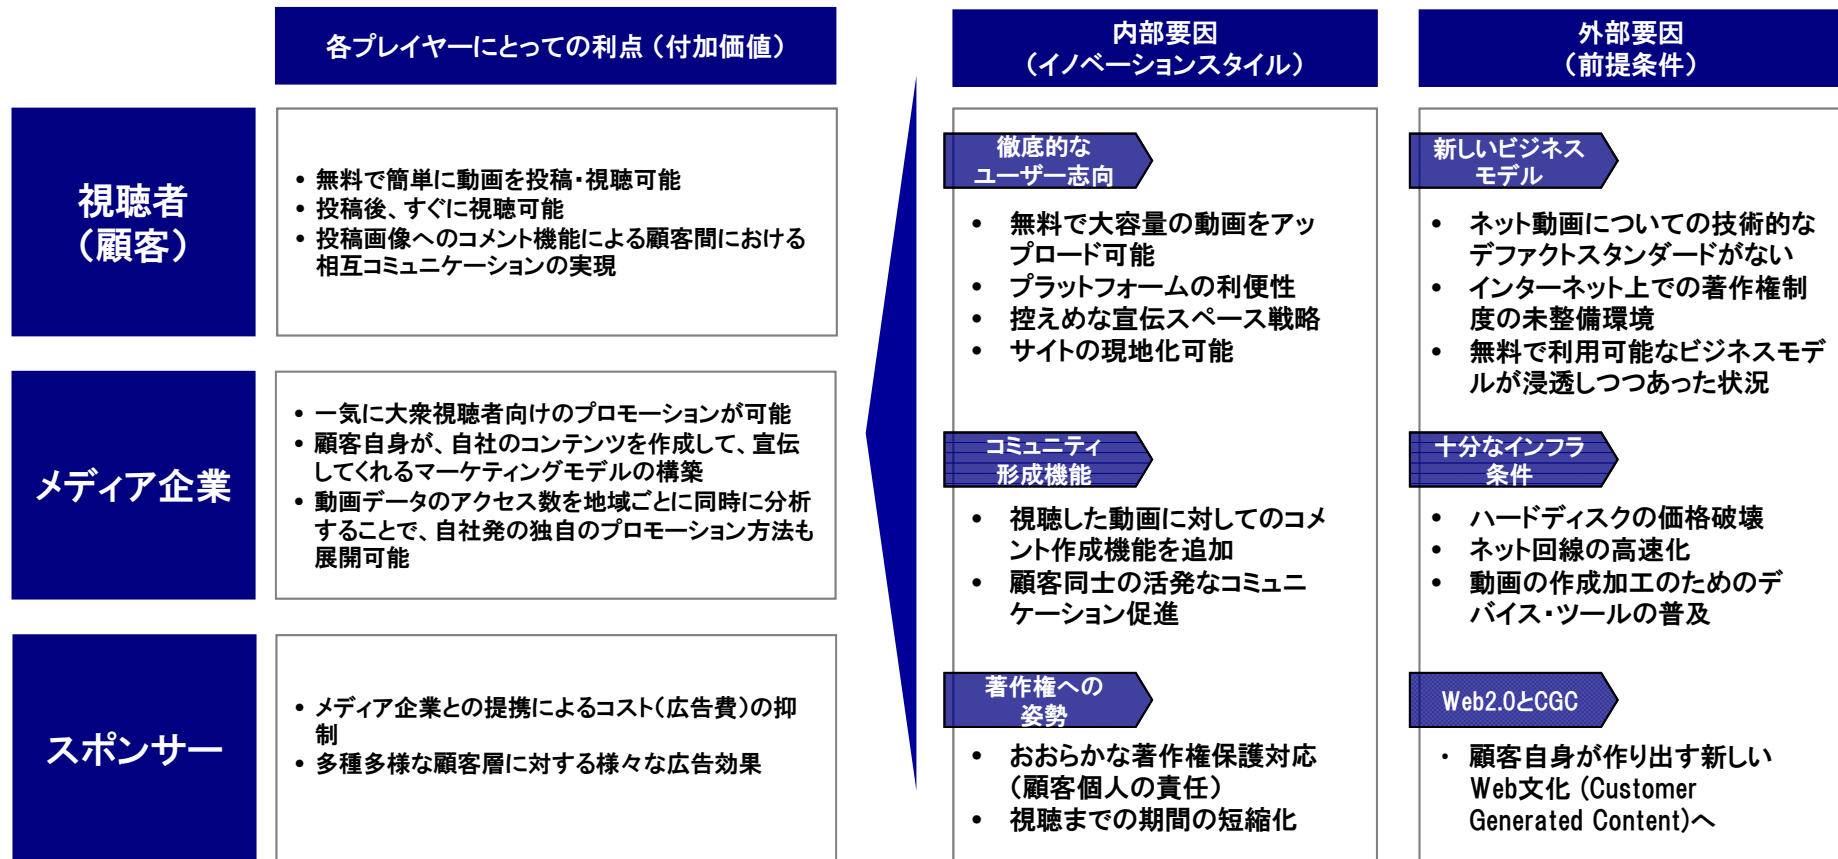 各プレイヤーにとっての利点（付加価値）
内部要因
（イノベーションスタイル）
外部要因
（前提条件）
視聴者
（顧客）
• 無料で簡単に動画を投稿・視聴可能
• 投稿後、すぐに視聴可能
• 投稿画像へのコメント機能による顧客間における
相互コミュニケーションの実現
メディア企業
• 一気に大衆視聴者向けのプロモーションが可能
• 顧客自身が、自社のコンテンツを作成して、宣伝
してくれるマーケティングモデルの構築
• 動画データのアクセス数を地域ごとに同時に分析
することで、自社発の独自のプロモーション方法も
展開可能
スポンサー
• メディア企業との提携によるコスト（広告費）の抑
制
• 多種多様な顧客層に対する様々な広告効果
徹底的な
ユーザー志向
• 無料で大容量の動画をアッ
プロード可能
• プラットフォームの利便性
• 控えめな宣伝スペース戦略
• サイトの現地化可能
コミュニティ
形成機能
• 視聴した動画に対してのコメ
ント作成機能を追加
• 顧客同士の活発なコミュニ
ケーション促進
著作権への
姿勢
• おおらかな著作権保護対応
（顧客個人の責任）
• 視聴までの期間の短縮化
新しいビジネス
モデル
• ネット動画についての技術的な
デファクトスタンダードがない
• インターネット上での著作権制
度の未整備環境
• 無料で利用可能なビジネスモデ
ルが浸透しつつあった状況
十分なインフラ
条件
• ハードディスクの価格破壊
• ネット回線の高速化
• 動画の作成加工のためのデ
バイス・ツールの普及
Web2.0とCGC
・ 顧客自身が作り出す新しい
Web文化 (Customer
Generated Content)へ